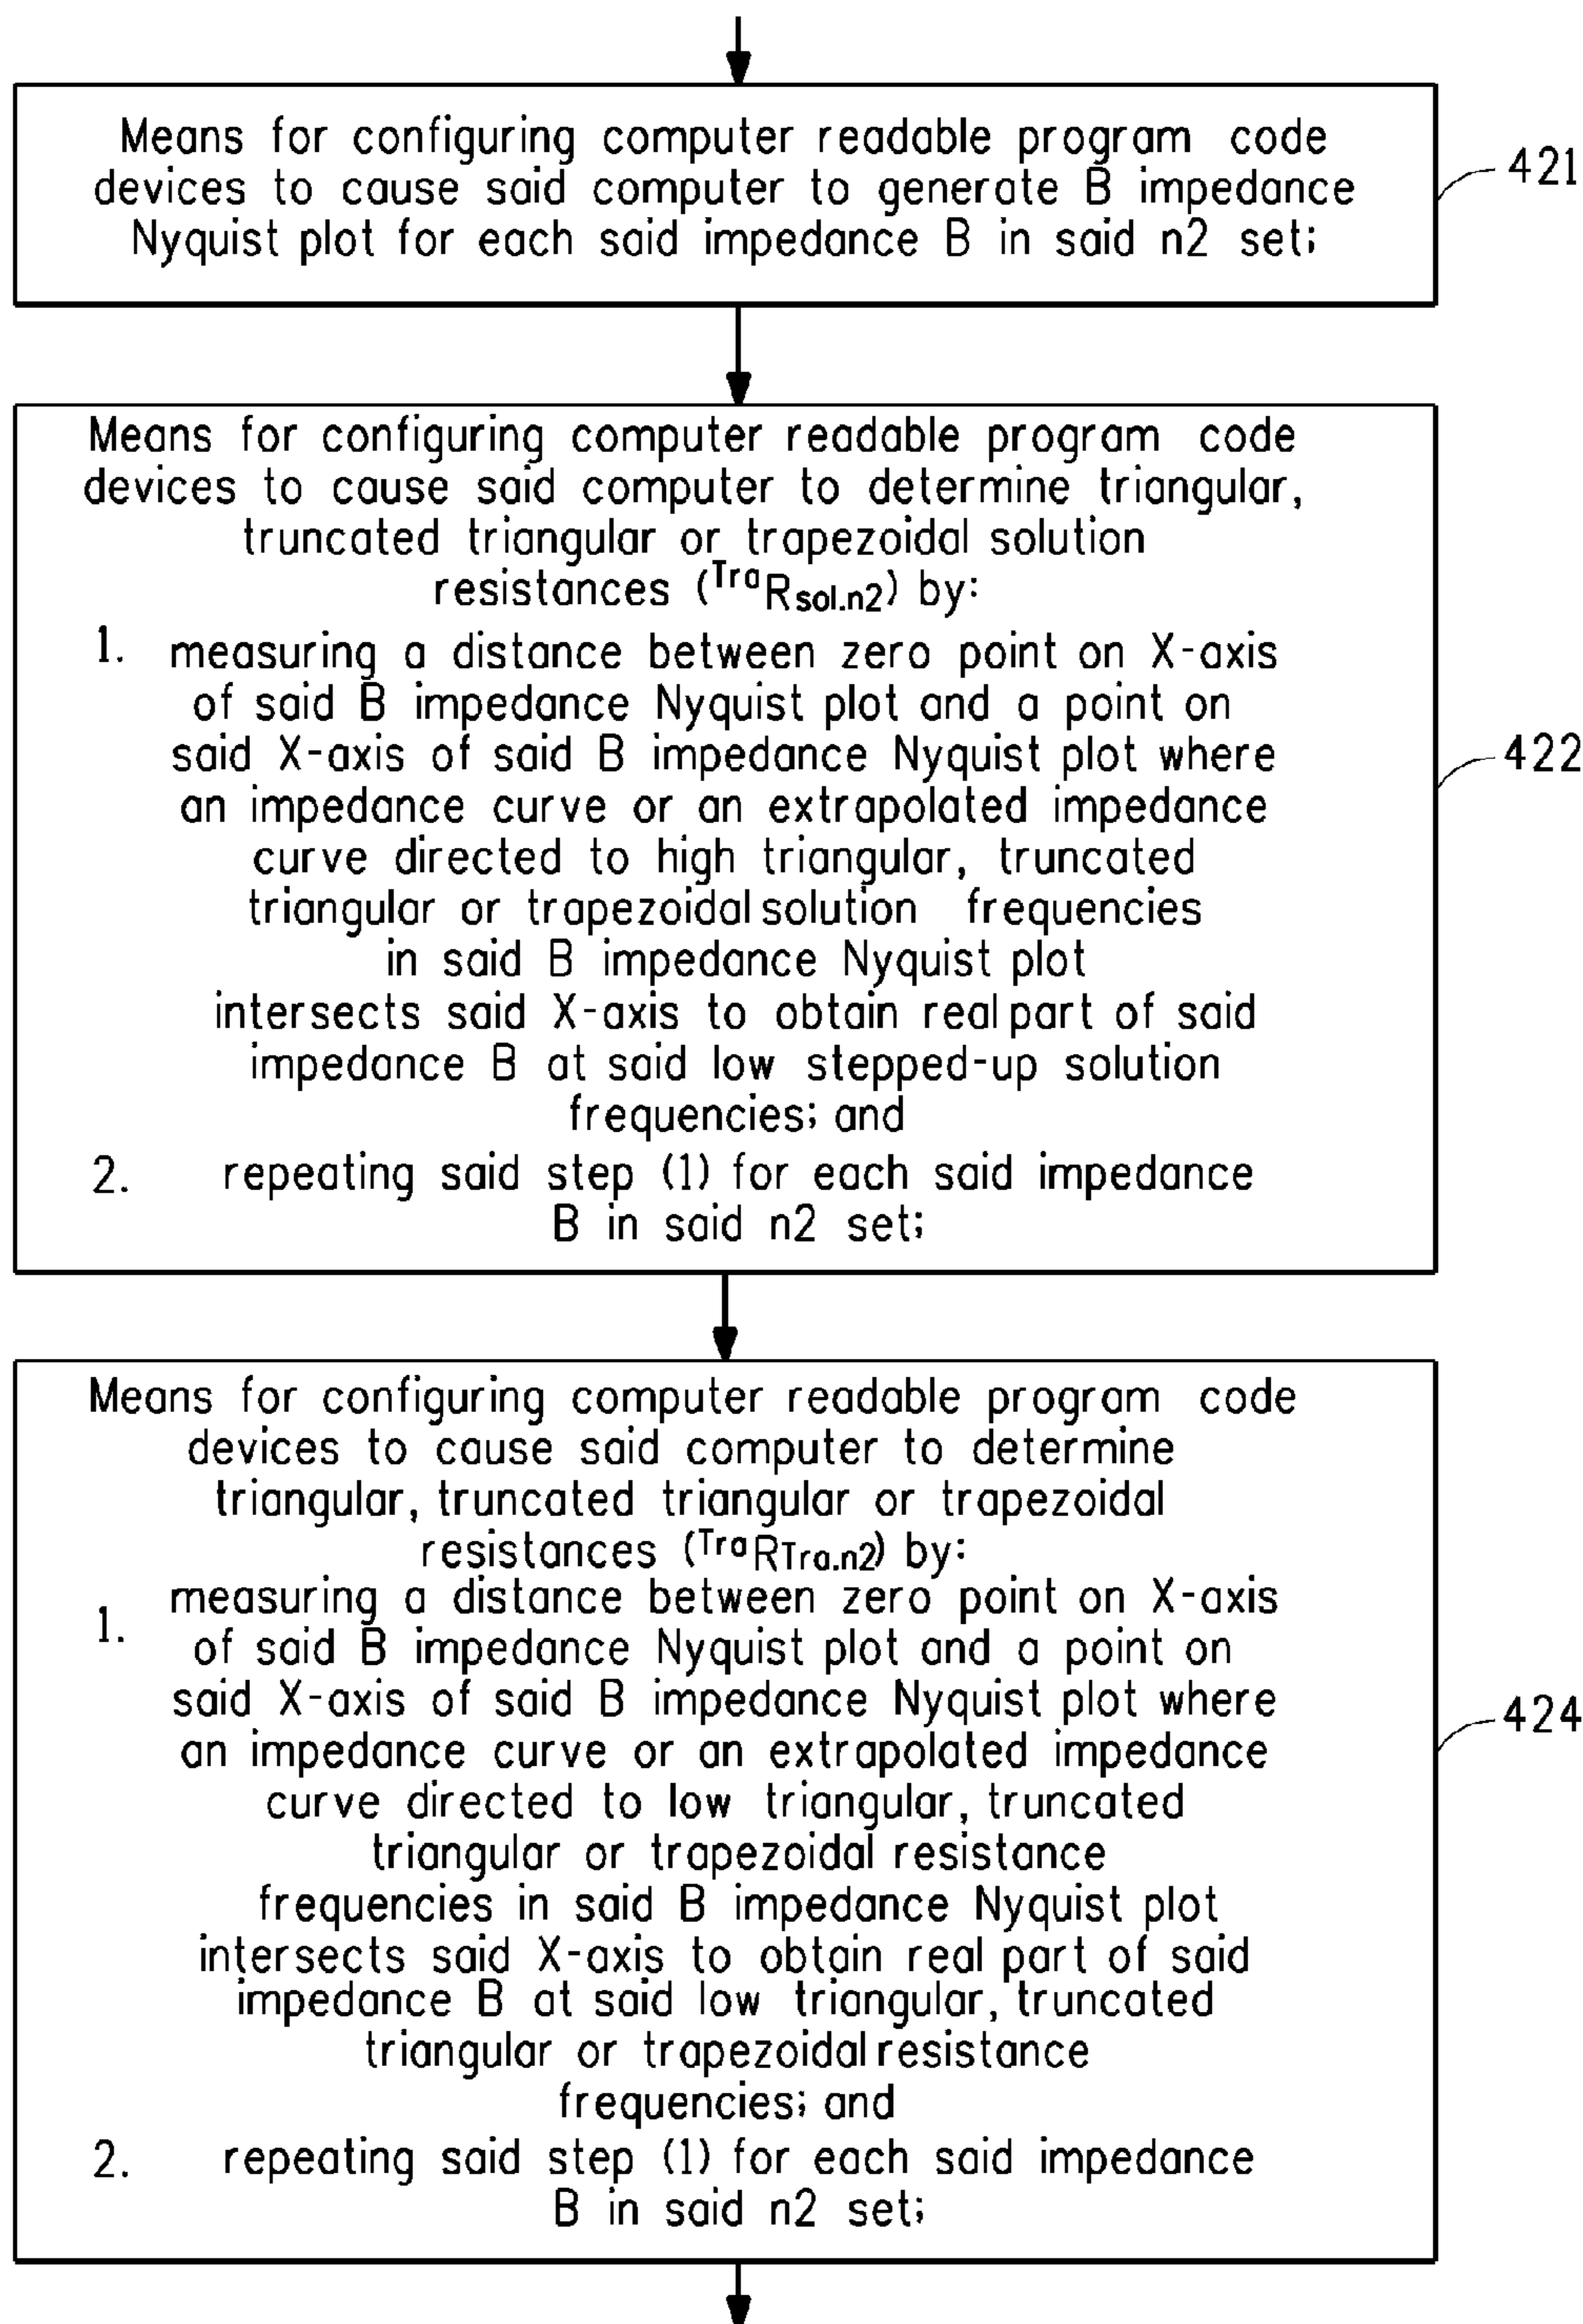 Means for configuring computer readable program code
devices to cause said computer to generate B impedance
Nyquist plot for each said impedance B in said n2 set;
421
Means for configuring computer readable program code
devices to cause said computer to determine triangular,
truncated triangular or trapezoidal solution
resistances (TraRsol.n2) by:
1. measuring a distance between zero point on X-axis
of said B impedance Nyquist plot and a point on
said X-axis of said B impedance Nyquist plot where
an impedance curve or an extrapolated impedance
curve directed to high triangular, truncated
triangular or trapezoidal solution frequencies
in said B impedance Nyquist plot
intersects said X-axis to obtain real part of said
impedance B at said low stepped-up solution
frequencies; and
2. repeating said step (1) for each said impedance
B in said n2 set;
422
Means for configuring computer readable program code
devices to cause said computer to determine
triangular, truncated triangular or trapezoidal
resistances (TraRTra.n2) by:
1. measuring a distance between zero point on X-axis
of said B impedance Nyquist plot and a point on
said X-axis of said B impedance Nyquist plot where
an impedance curve or an extrapolated impedance
curve directed to low triangular, truncated
triangular or trapezoidal resistance
frequencies in said B impedance Nyquist plot
intersects said X-axis to obtain real part of said
impedance B at said low triangular, truncated
triangular or trapezoidal resistance
frequencies; and
2. repeating said step (1) for each said impedance
B in said n2 set;
424